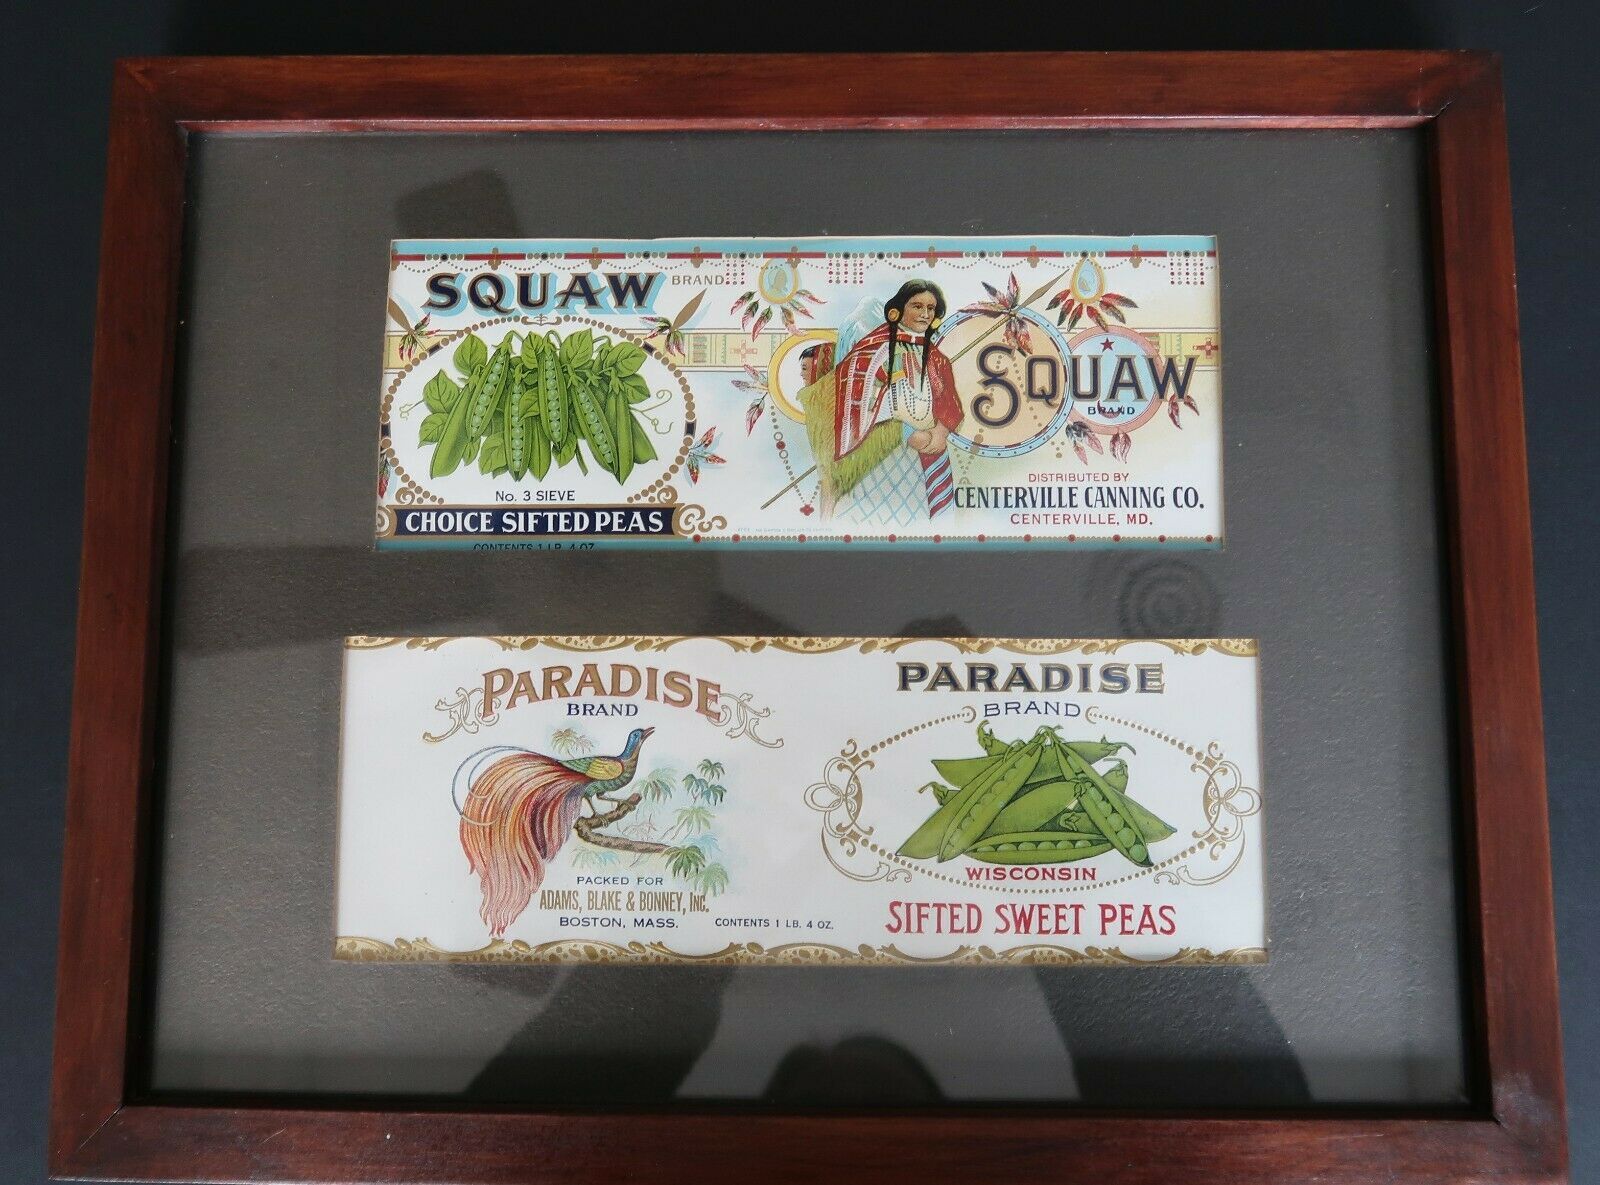 SQUAW BRAND
No. 3 SIEVE
CHOICE SIFTED PEAS
CONTENTS 1 LB. 4 OZ.
SQUAW
BRAND
DISTRIBUTED BY
CENTERVILLE CANNING CO.
CENTERVILLE, MD.
PARADISE
BRAND
PACKED FOR
ADAMS, BLAKE & BONNEY, INC.
BOSTON, MASS.
CONTENTS 1 LB. 4 OZ.
PARADISE
BRAND
WISCONSIN
SIFTED SWEET PEAS